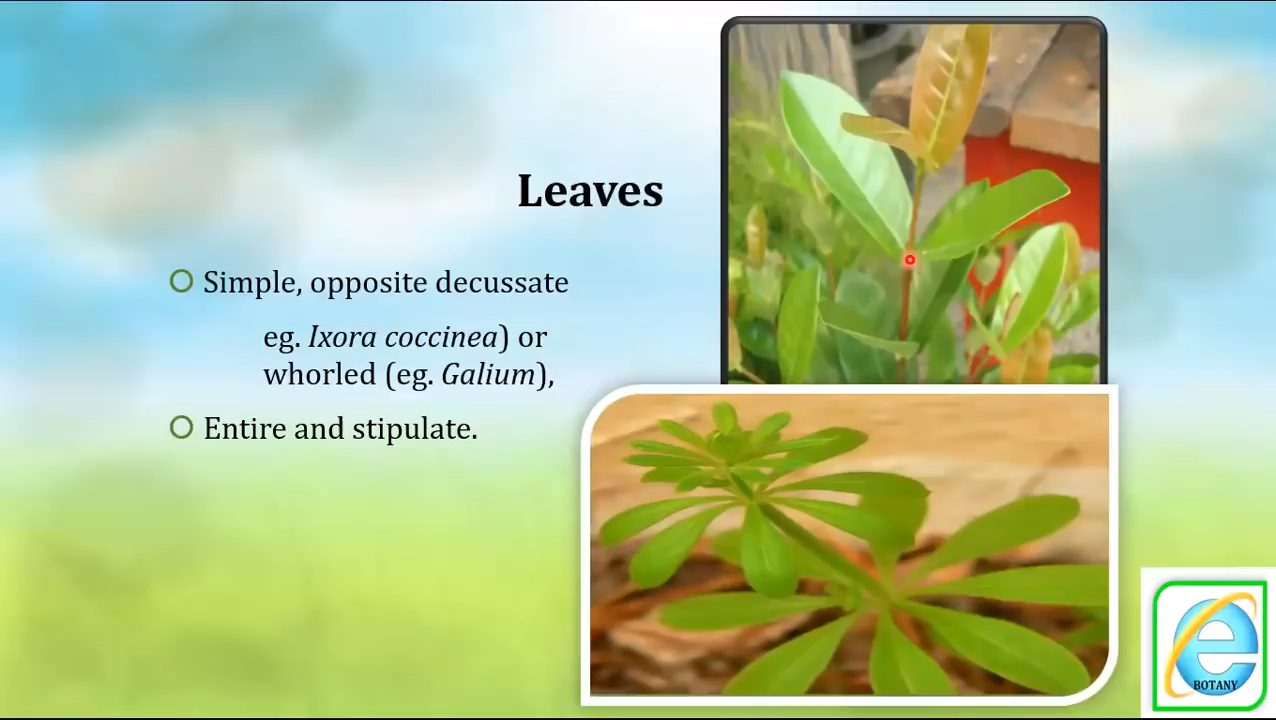 Leaves
Simple, opposite decussate
eg. Ixora coccinea) or
whorled (eg. Galium),
Entire and stipulate.
e
BOTANY